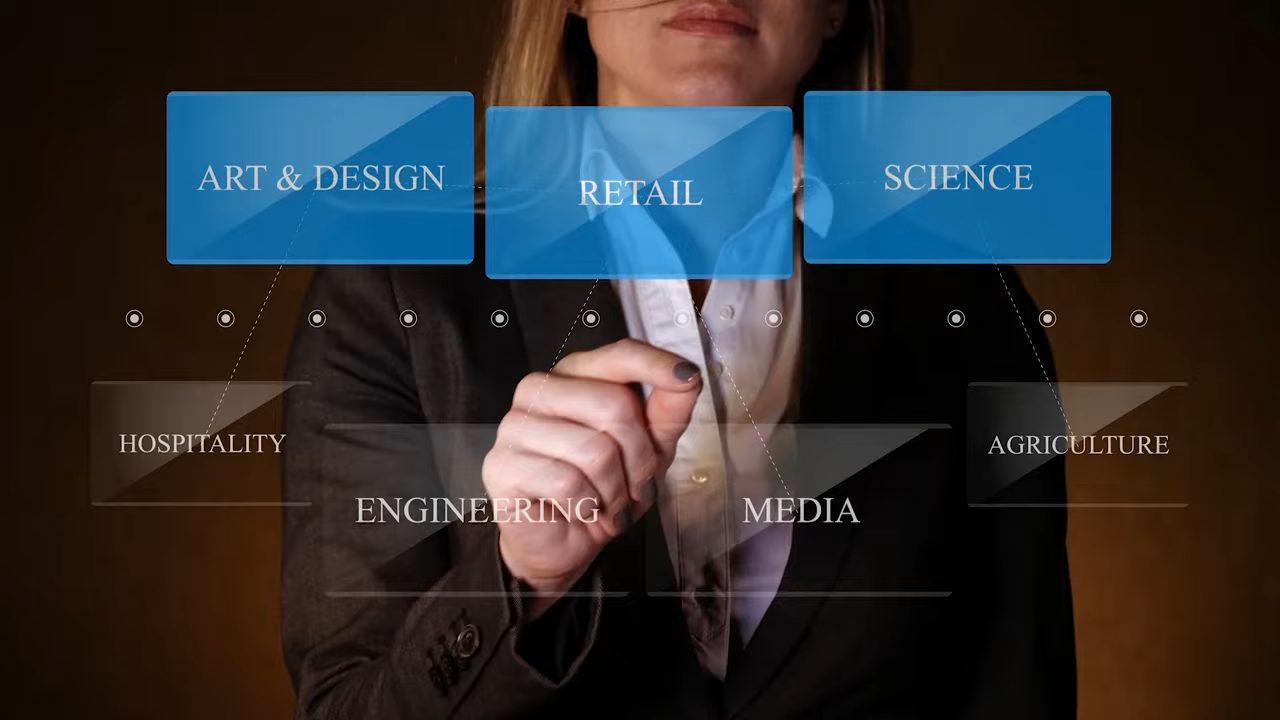 ART & DESIGN
RETAIL
SCIENCE
HOSPITALITY
AGRICULTURE
ENGINEERING
MEDIA